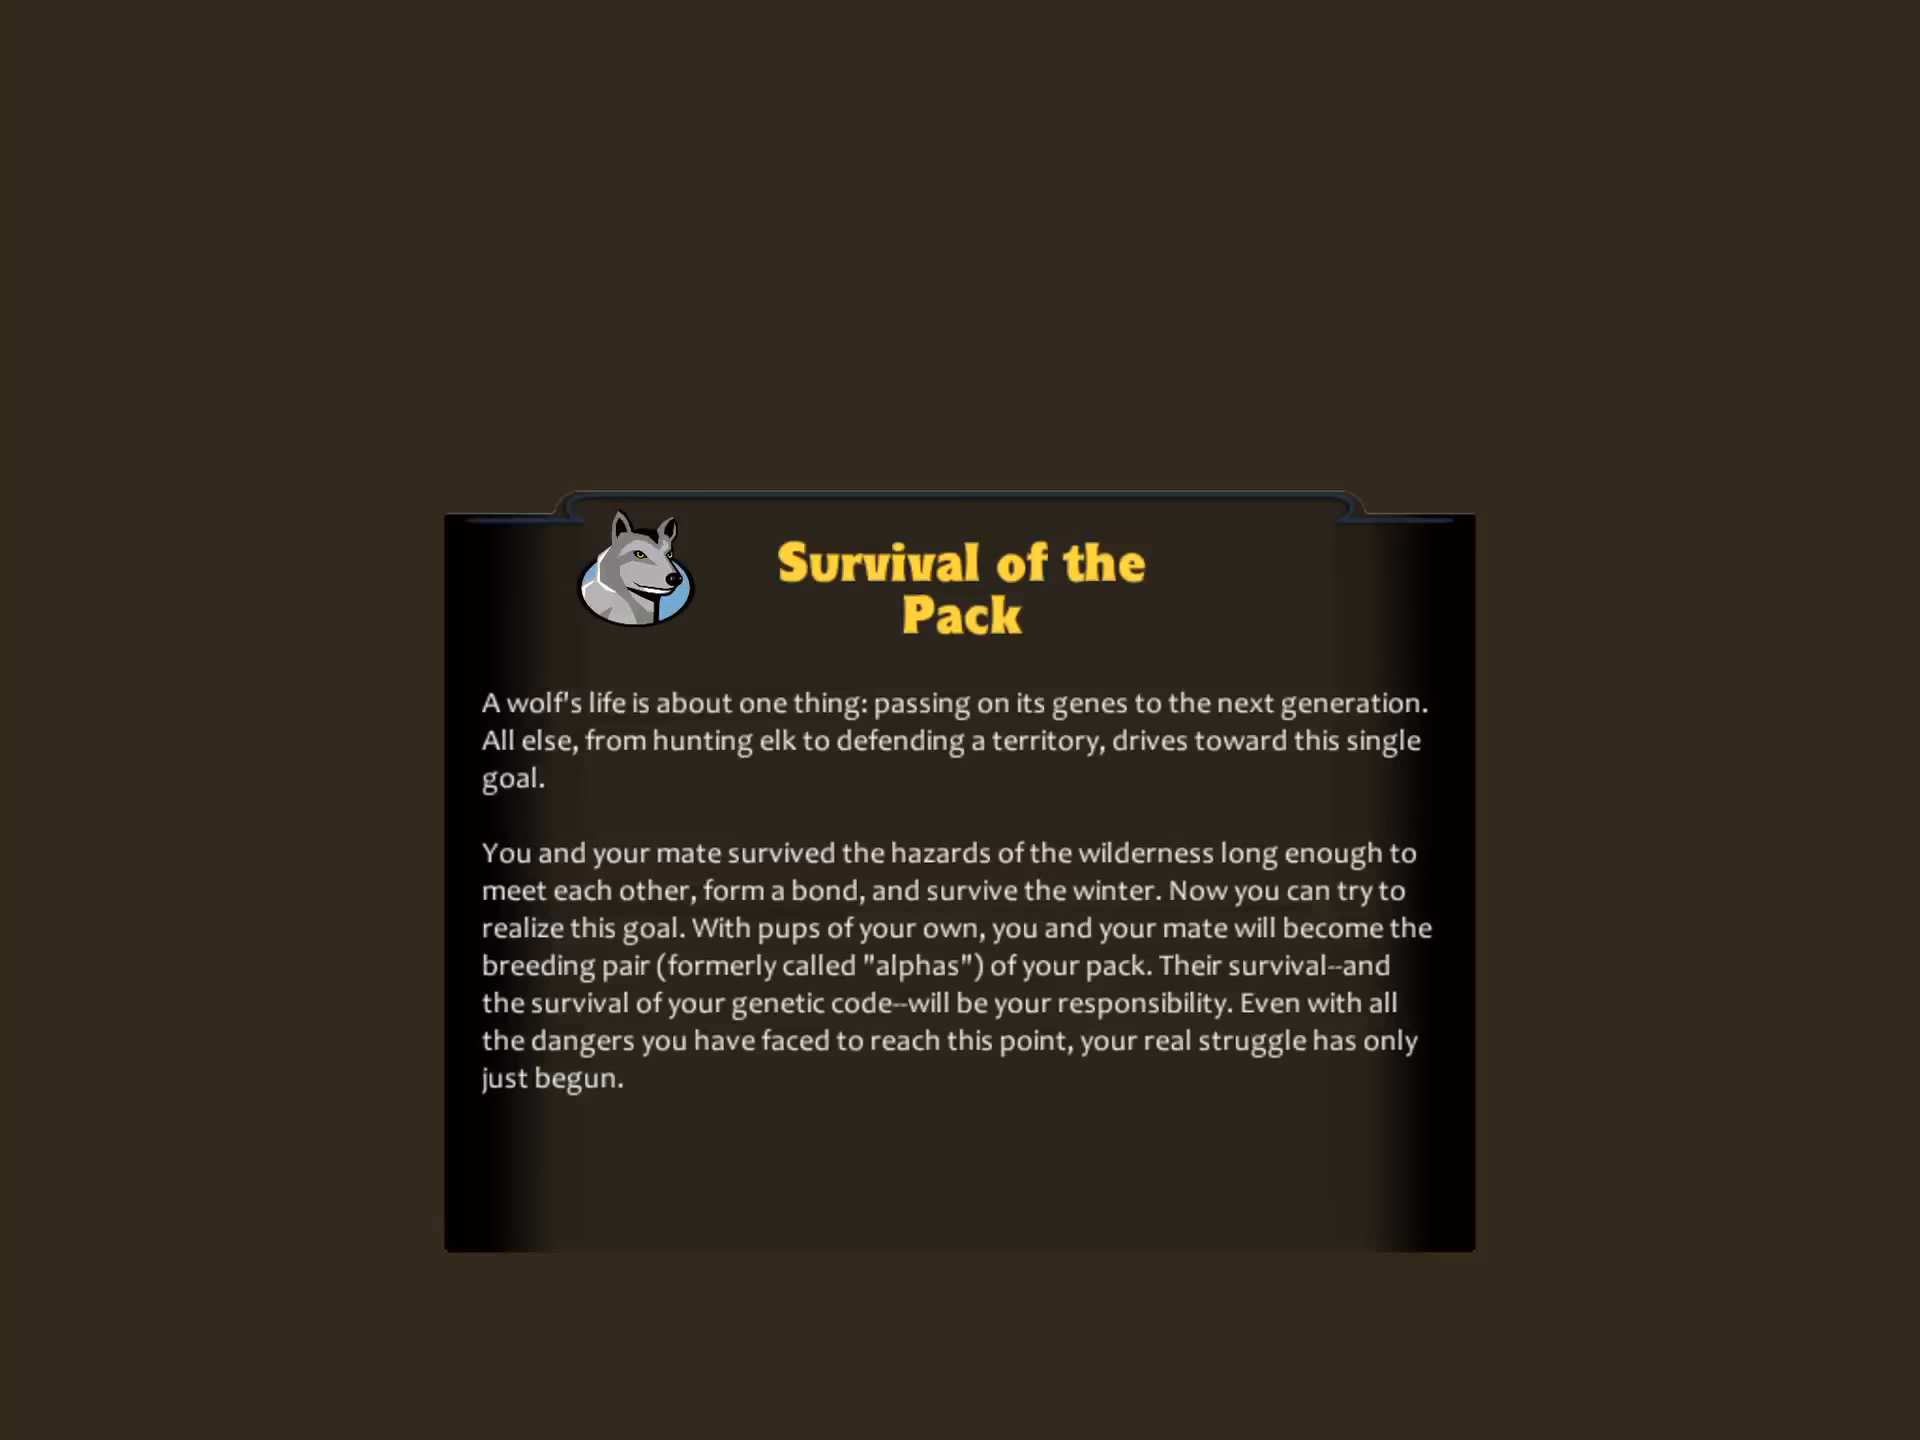 Survival of the
Pack
A wolf's life is about one thing: passing on its genes to the next generation.
All else, from hunting elk to defending a territory, drives toward this single
goal.
You and your mate survived the hazards of the wilderness long enough to
meet each other, form a bond, and survive the winter. Now you can try to
realize this goal. With pups of your own, you and your mate will become the
breeding pair (formerly called "alphas") of your pack. Their survival--and
the survival of your genetic code--will be your responsibility. Even with all
the dangers you have faced to reach this point, your real struggle has only
just begun.